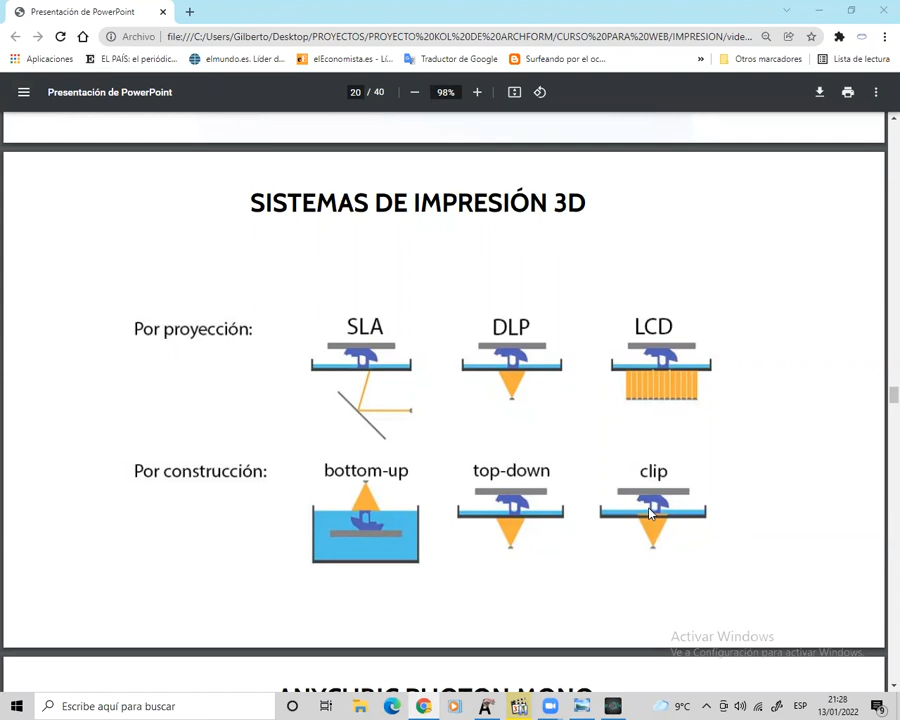 Presentación de PowerPoint
Archivo
file:///C:/Users/Gilberto/Desktop/PROYECTOS/PROYECTO%20KOL%20DE%20ARCHFORM/CURSO%20PARA%20WEB/IMPRESION/vide...
Aplicaciones
EL PAÍS: el periódic...
elmundo.es. Líder d...
elEconomista.es - Lí...
Traductor de Google
Surfeando por el oc...
»
Otros marcadores
Lista de lectura
Presentación de PowerPoint
20 / 40
98%
SISTEMAS DE IMPRESIÓN 3D
Por proyección:
SLA
DLP
LCD
Por construcción:
bottom-up
top-down
clip
Activar Windows
Ve a Configuración para activar Windows.
ANYCUBIC PHOTON MONO
Escribe aquí para buscar
9°C
ESP
21:28
13/01/2022
9